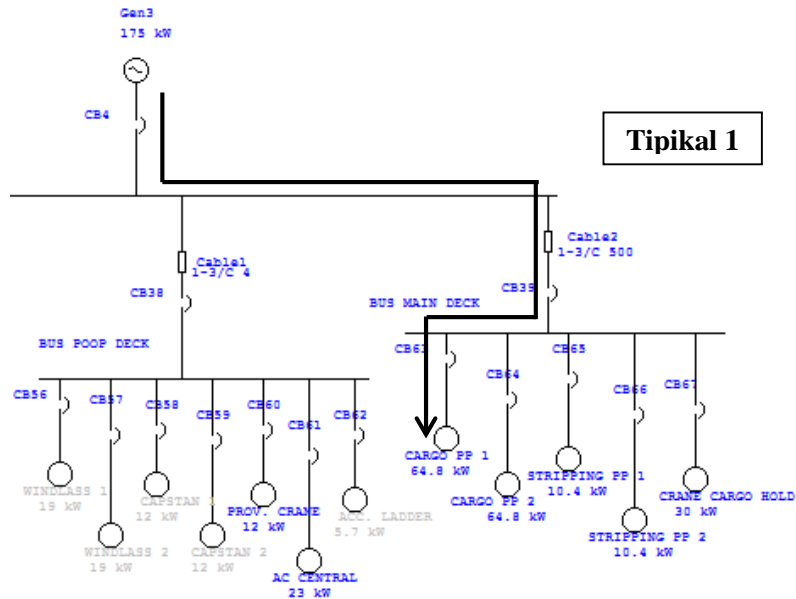 Gen3
175 kW
CB4
Tipikal 1
Cable1
1-3/C 4
CB38
Cable2
1-3/C 500
CB39
BUS MAIN DECK
BUS POOP DECK
CB56
CB57
CB58
CB59
CB60
CB61
CB62
CB63
CB64
CB65
CB66
CB67
WINDLASS 1
19 kW
WINDLASS 2
19 kW
CAPSTAN
12 kW
CAPSTAN 2
12 kW
PROV. CRANE
12 kW
AC CENTRAL
23 kW
ACC. LADDER
5.7 kW
CARGO PP 1
64.8 kW
CARGO PP 2
64.8 kW
STRIPPING PP 1
10.4 kW
STRIPPING PP 2
10.4 kW
CRANE CARGO HOLD
30 kW